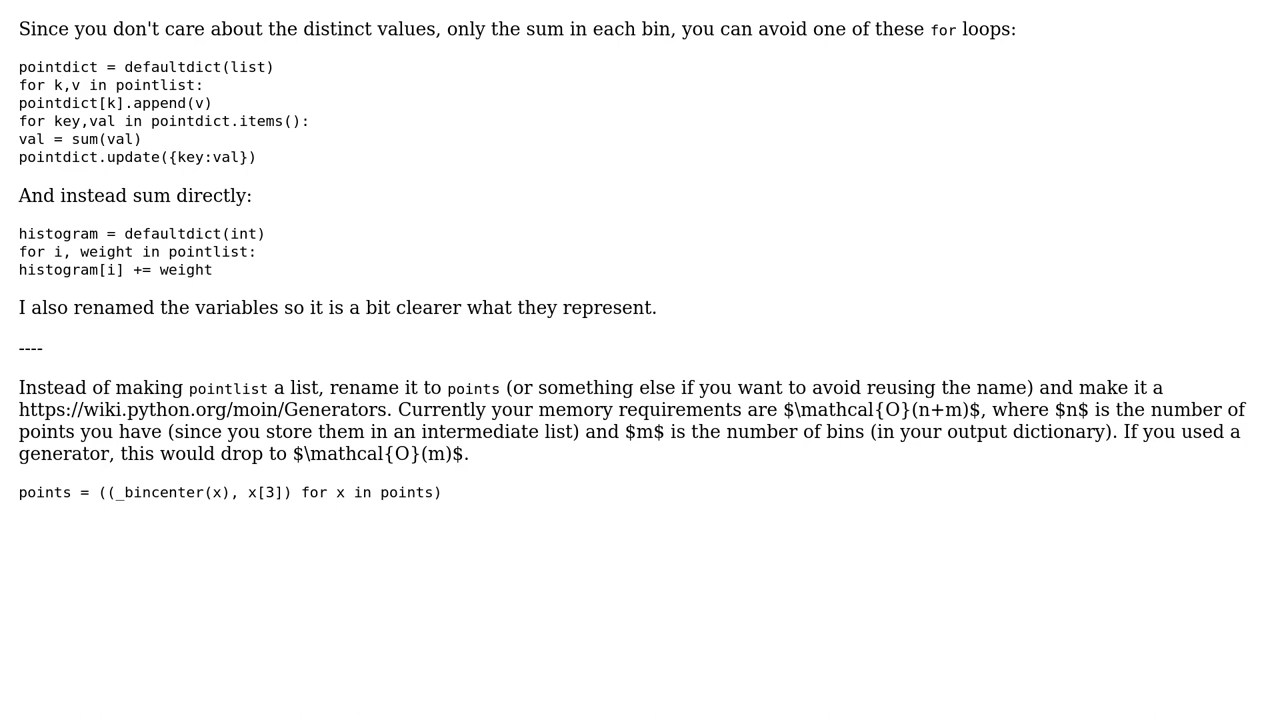 Since you don't care about the distinct values, only the sum in each bin, you can avoid one of these for loops:
pointdict = defaultdict(list)
for k,v in pointlist:
pointdict[k].append(v)
for key,val in pointdict.items():
val = sum(val)
pointdict.update({key:val})
And instead sum directly:
histogram = defaultdict(int)
for i, weight in pointlist:
histogram[i] += weight
I also renamed the variables so it is a bit clearer what they represent.
----
Instead of making pointlist a list, rename it to points (or something else if you want to avoid reusing the name) and make it a
https://wiki.python.org/moin/Generators. Currently your memory requirements are $\mathcal{O}(n+m)$, where $n$ is the number of
points you have (since you store them in an intermediate list) and $m$ is the number of bins (in your output dictionary). If you used a
generator, this would drop to $\mathcal{O}(m)$.
points = ((_bincenter(x), x[3]) for x in points)